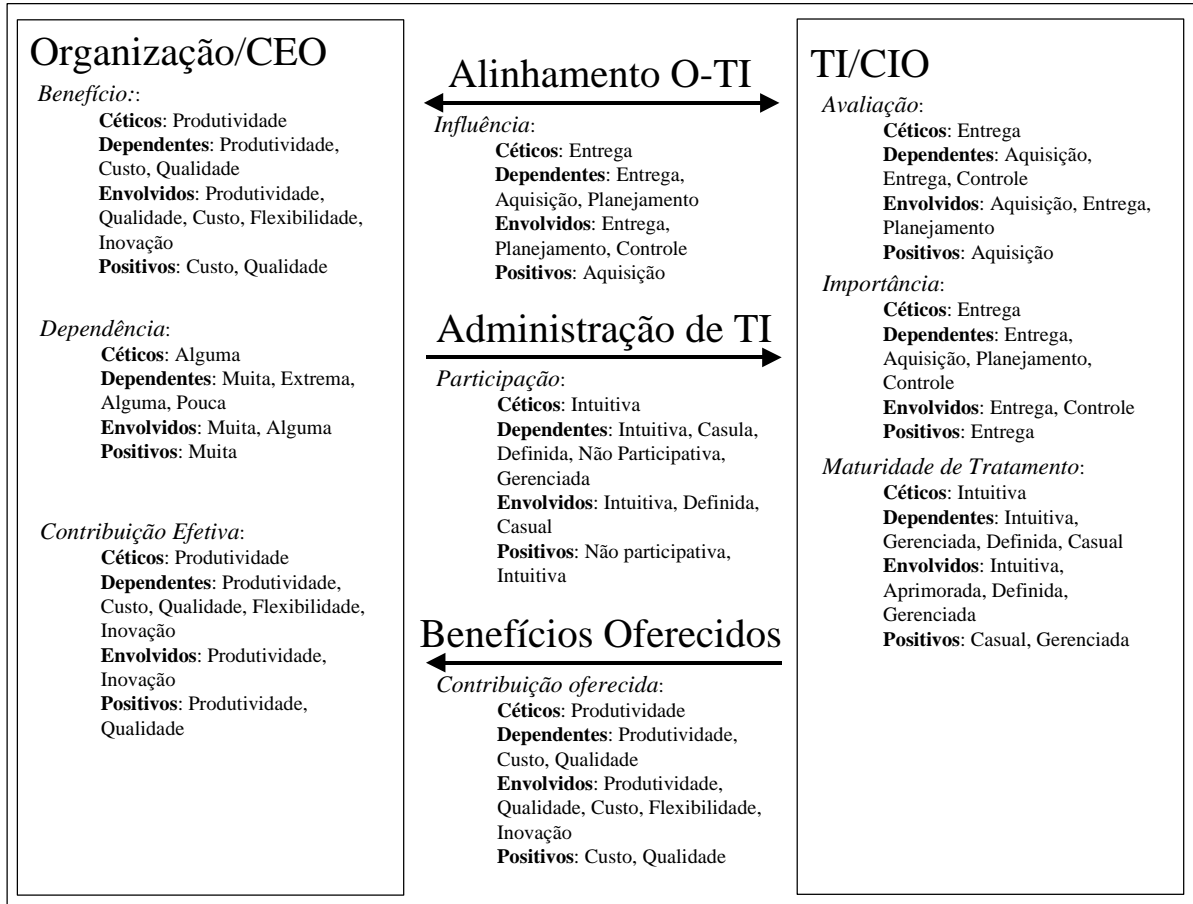 Organização/CEO
Benefício::
Céticos: Produtividade
Dependentes: Produtividade,
Custo, Qualidade
Envolvidos: Produtividade,
Qualidade, Custo, Flexibilidade,
Inovação
Positivos: Custo, Qualidade
Dependência:
Céticos: Alguma
Dependentes: Muita, Extrema,
Alguma, Pouca
Envolvidos: Muita, Alguma
Positivos: Muita
Contribuição Efetiva:
Céticos: Produtividade
Dependentes: Produtividade,
Custo, Qualidade, Flexibilidade,
Inovação
Envolvidos: Produtividade,
Inovação
Positivos: Produtividade,
Qualidade
Alinhamento O-TI
Influência:
Céticos: Entrega
Dependentes: Entrega,
Aquisição, Planejamento
Envolvidos: Entrega,
Planejamento, Controle
Positivos: Aquisição
Administração de TI
Participação:
Céticos: Intuitiva
Dependentes: Intuitiva, Casula,
Definida, Não Participativa,
Gerenciada
Envolvidos: Intuitiva, Definida,
Casual
Positivos: Não participativa,
Intuitiva
Benefícios Oferecidos
Contribuição oferecida:
Céticos: Produtividade
Dependentes: Produtividade,
Custo, Qualidade
Envolvidos: Produtividade,
Qualidade, Custo, Flexibilidade,
Inovação
Positivos: Custo, Qualidade
TI/CIO
Avaliação:
Céticos: Entrega
Dependentes: Aquisição,
Entrega, Controle
Envolvidos: Aquisição, Entrega,
Planejamento
Positivos: Aquisição
Importância:
Céticos: Entrega
Dependentes: Entrega,
Aquisição, Planejamento,
Controle
Envolvidos: Entrega, Controle
Positivos: Entrega
Maturidade de Tratamento:
Céticos: Intuitiva
Dependentes: Intuitiva,
Gerenciada, Definida, Casual
Envolvidos: Intuitiva,
Aprimorada, Definida,
Gerenciada
Positivos: Casual, Gerenciada